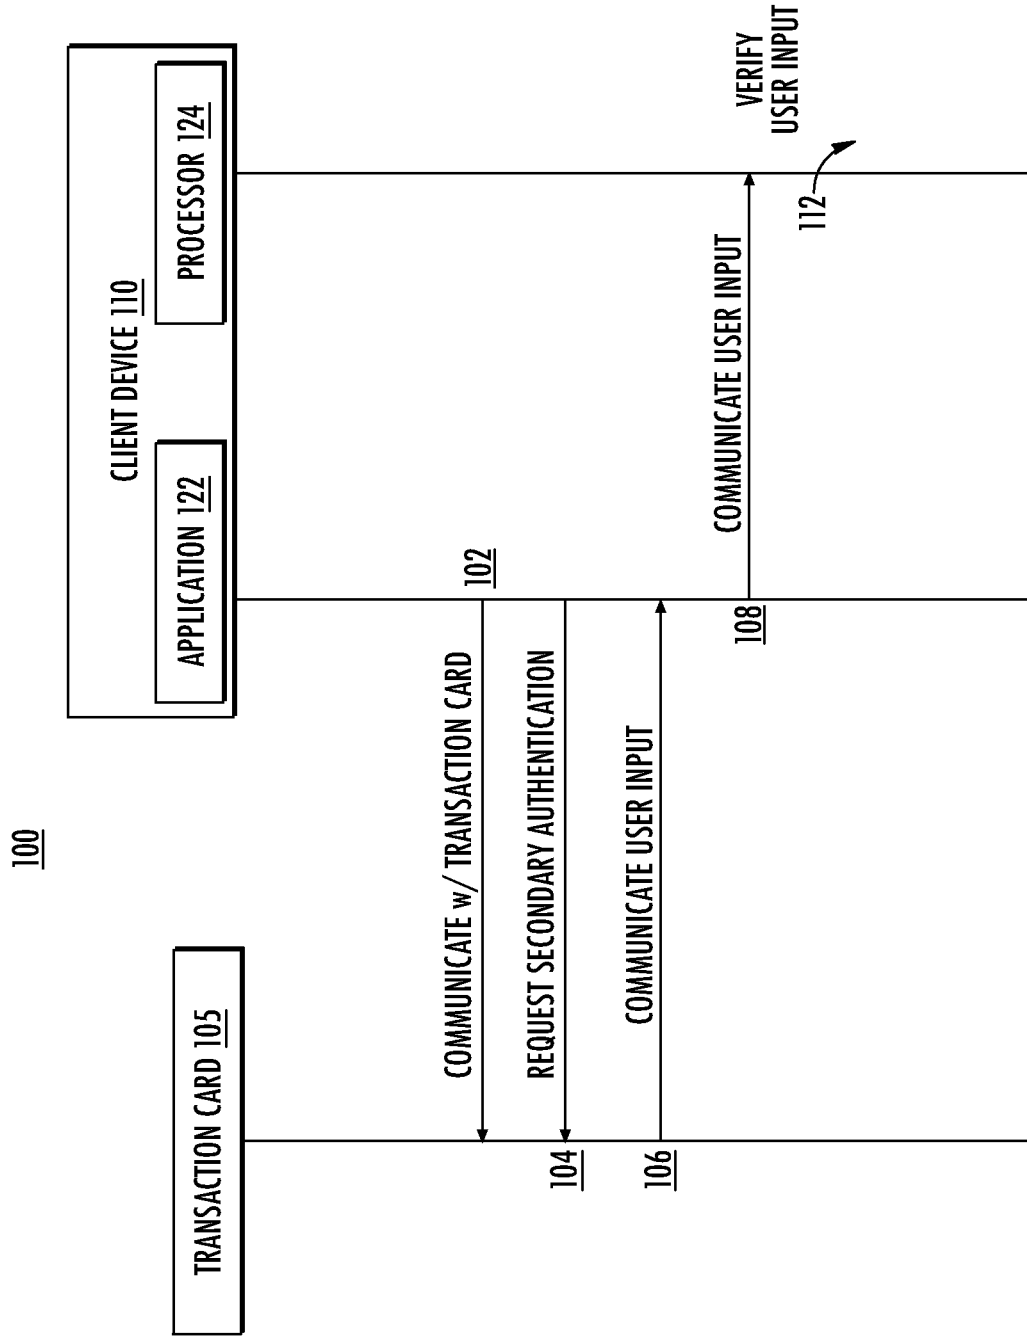 100
TRANSACTION CARD 105
CLIENT DEVICE 110
APPLICATION 122
PROCESSOR 124
COMMUNICATE w/ TRANSACTION CARD
102
REQUEST SECONDARY AUTHENTICATION
104
COMMUNICATE USER INPUT
106
COMMUNICATE USER INPUT
108
VERIFY
USER INPUT
112